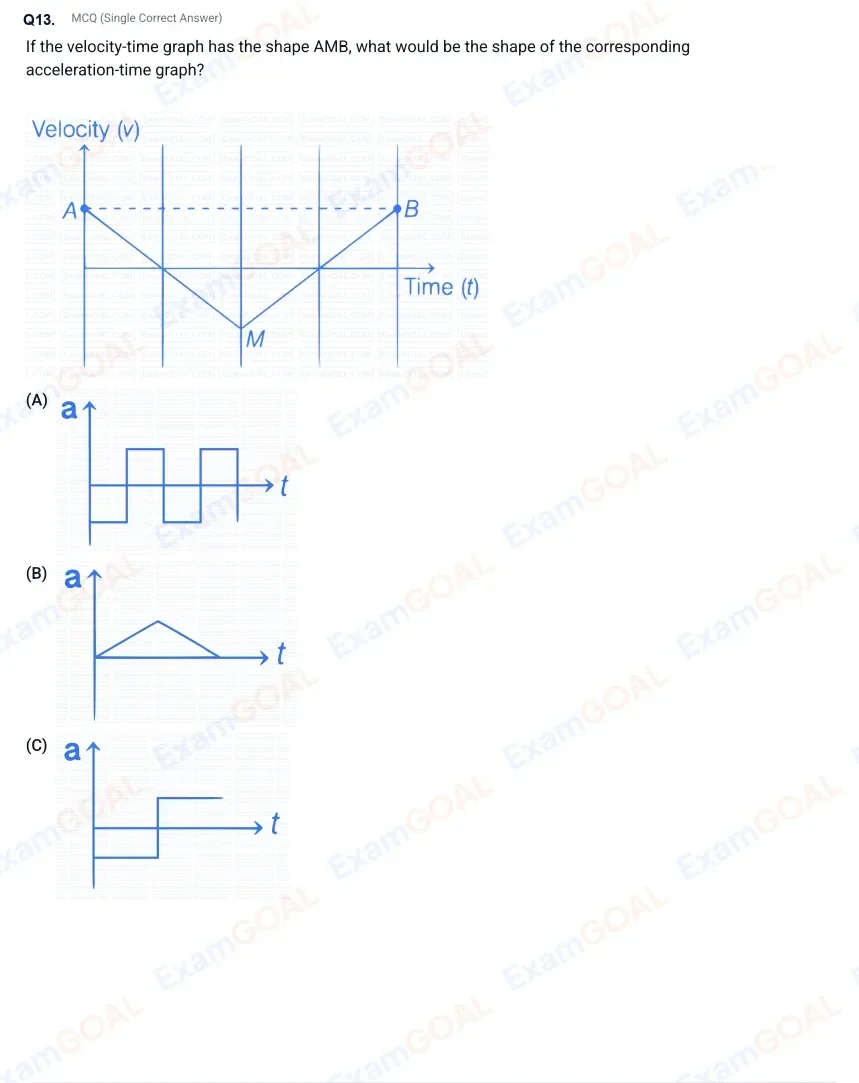 Q13. MCQ (Single Correct Answer)
If the velocity-time graph has the shape AMB, what would be the shape of the corresponding
acceleration-time graph?
Velocity (v)
A
B
Time (t)
M
(A)
a
t
(B)
a
t
(C)
a
t
ExamGOAL